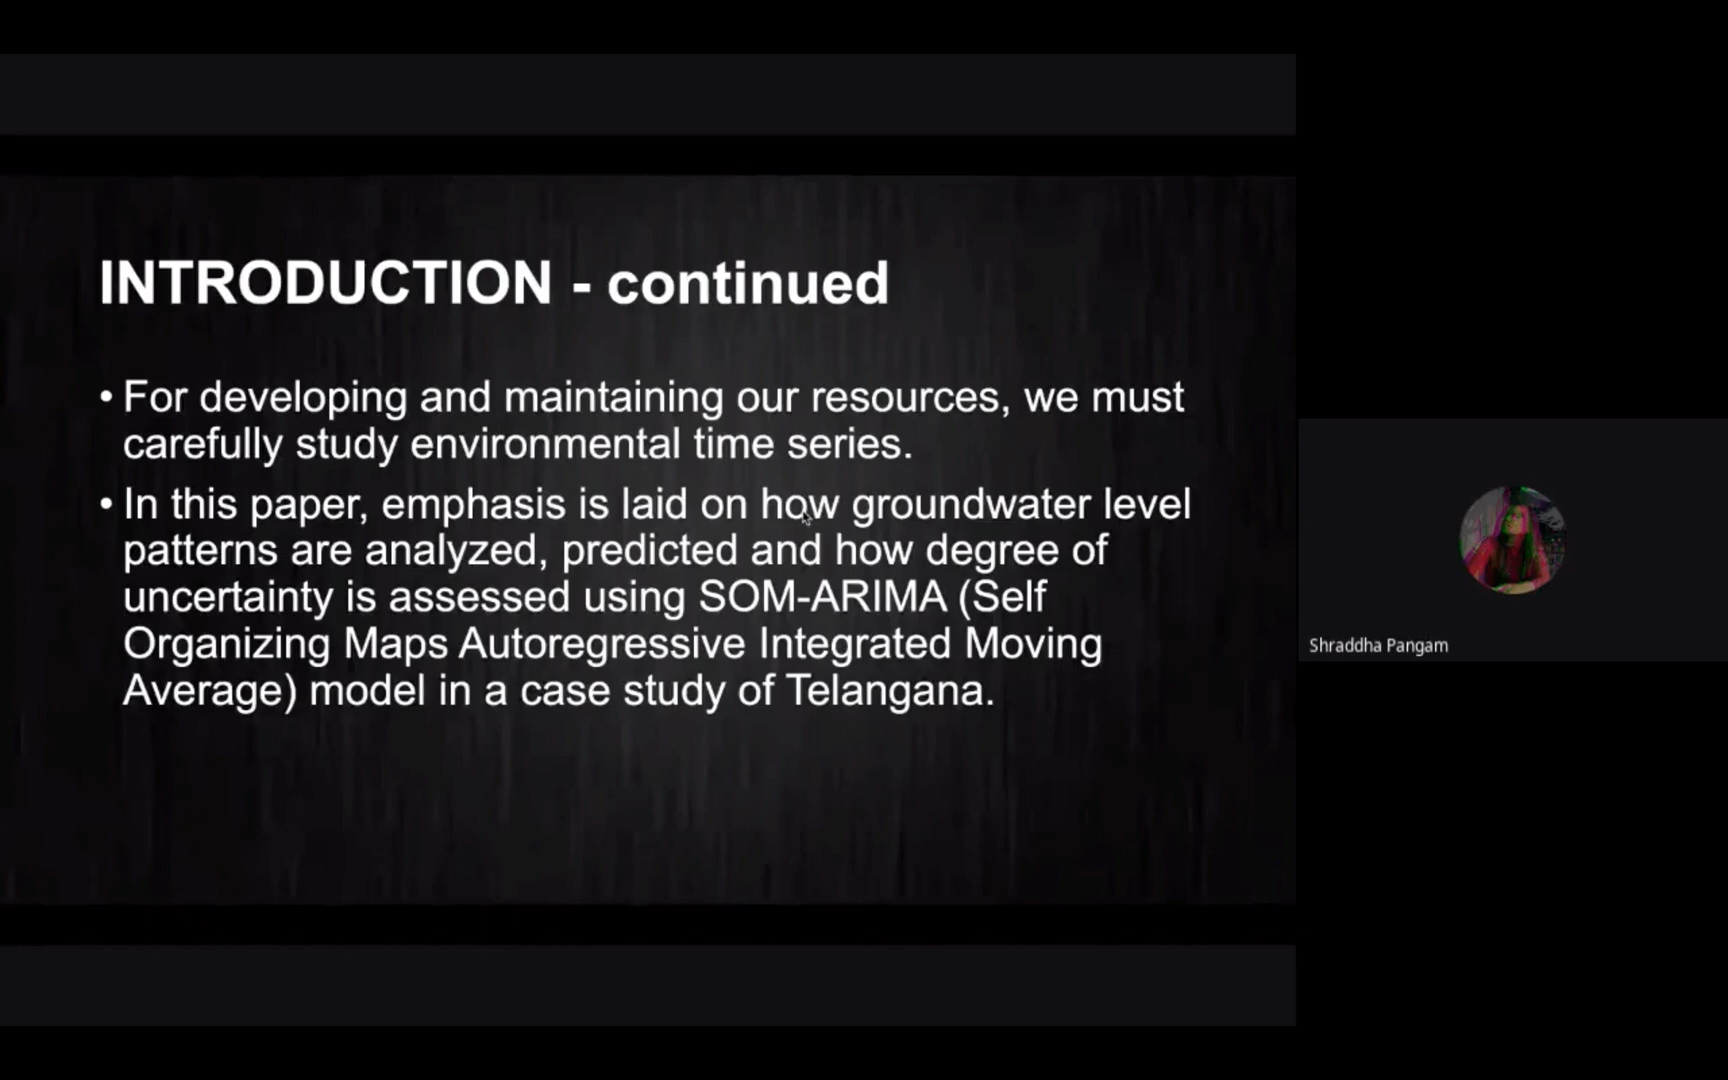 INTRODUCTION - continued
• For developing and maintaining our resources, we must
carefully study environmental time series.
• In this paper, emphasis is laid on how groundwater level
patterns are analyzed, predicted and how degree of
uncertainty is assessed using SOM-ARIMA (Self
Organizing Maps Autoregressive Integrated Moving
Average) model in a case study of Telangana.
Shraddha Pangam